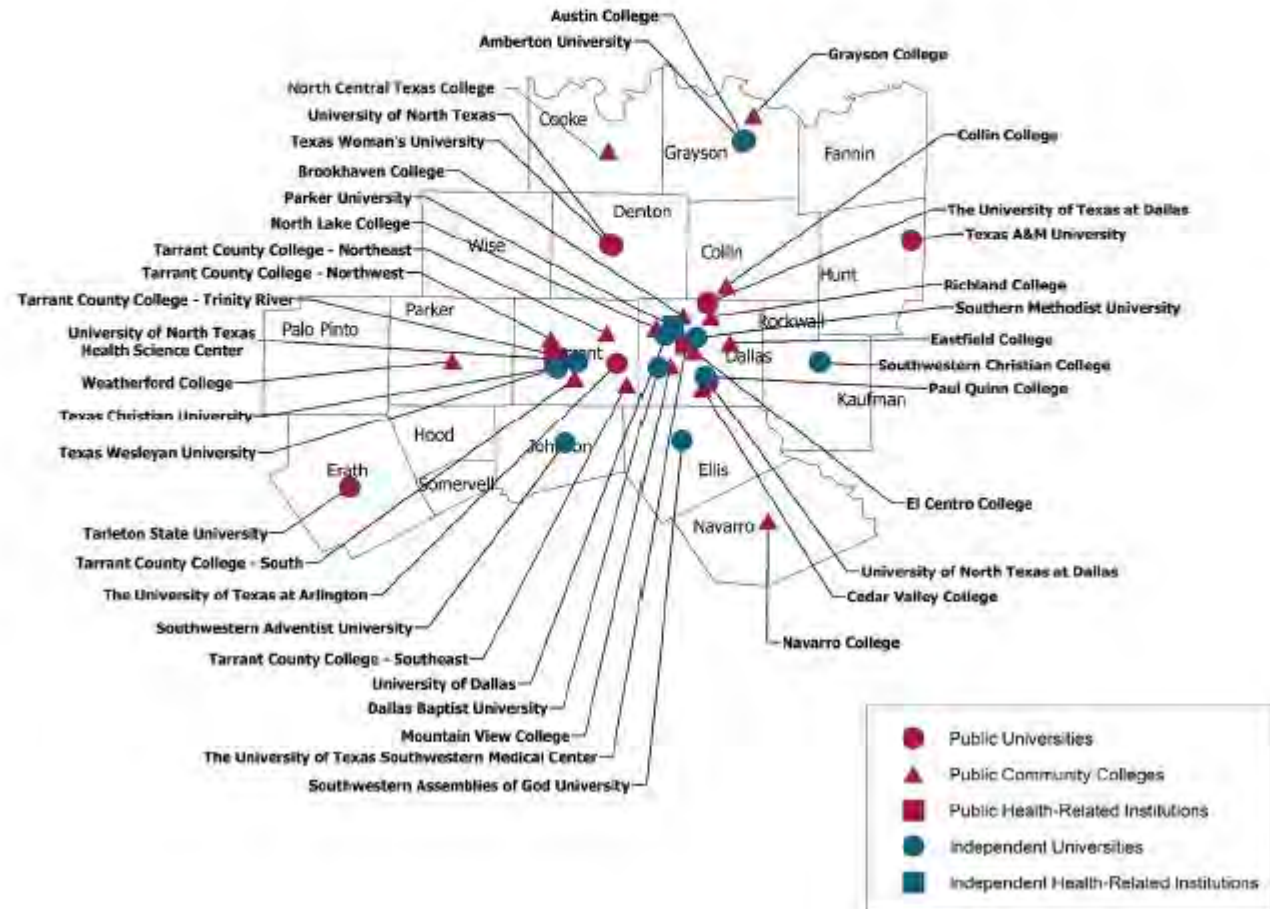 Austin College
Amberton University
Grayson College
North Central Texas College
Cooke
University of North Texas
Collin College
Texas Woman's University
Grayson
Fannin
Brookhaven College
Parker University
Denton
The University of Texas at Dallas
North Lake College
Texas A&M University
Wise
Collin
Tarrant County College - Northeast
Hunt
Tarrant County College - Northwest
Richland College
Tarrant County College - Trinity River
Southern Methodist University
Parker
Rockwall
Palo Pinto
University of North Texas
Health Science Center
Eastfield College
Dallas
Southwestern Christian College
Weatherford College
Paul Quinn College
Kaufman
Texas Christian University
Hood
Texas Wesleyan University
Ellis
Erath
Somervell
El Centro College
Navarro
Tarleton State University
Tarrant County College - South
University of North Texas at Dallas
The University of Texas at Arlington
Cedar Valley College
Southwestern Adventist University
Navarro College
Tarrant County College - Southeast
University of Dallas
Dallas Baptist University
Mountain View College
The University of Texas Southwestern Medical Center
Southwestern Assemblies of God University
Public Universities
Public Community Colleges
Public Health-Related Institutions
Independent Universities
Independent Health-Related Institutions